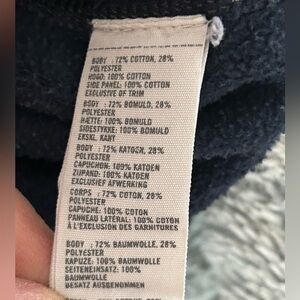 BODY : 72% COTTON, 28%
POLYESTER
HOOD: 100% COTTON
SIDE PANEL: 100% COTTON
EXCLUSIVE OF TRIM
BODY : 72% BOMULD, 28%
POLYESTER
HÆTTE: 100% BOMULD
SIDESTYKKE: 100% BOMULD
EKSKL. KANT
BODY : 72% KATOEN, 28%
POLYESTER
CAPUCHON: 100% KATOEN
ZIJPAND: 100% KATOEN
EXCLUSIEF AFWERKING
CORPS : 72% COTON, 28%
POLYESTER
CAPUCHE: 100% COTON
PANNEAU LATÉRAL: 100% COTON
À L'EXCLUSION DES GARNITURES
BODY : 72% BAUMWOLLE, 28%
POLYESTER
KAPUZE: 100% BAUMWOLLE
SEITENEINSATZ: 100%
BAUMWOLLE
BESATZ AUSGENOMMEN